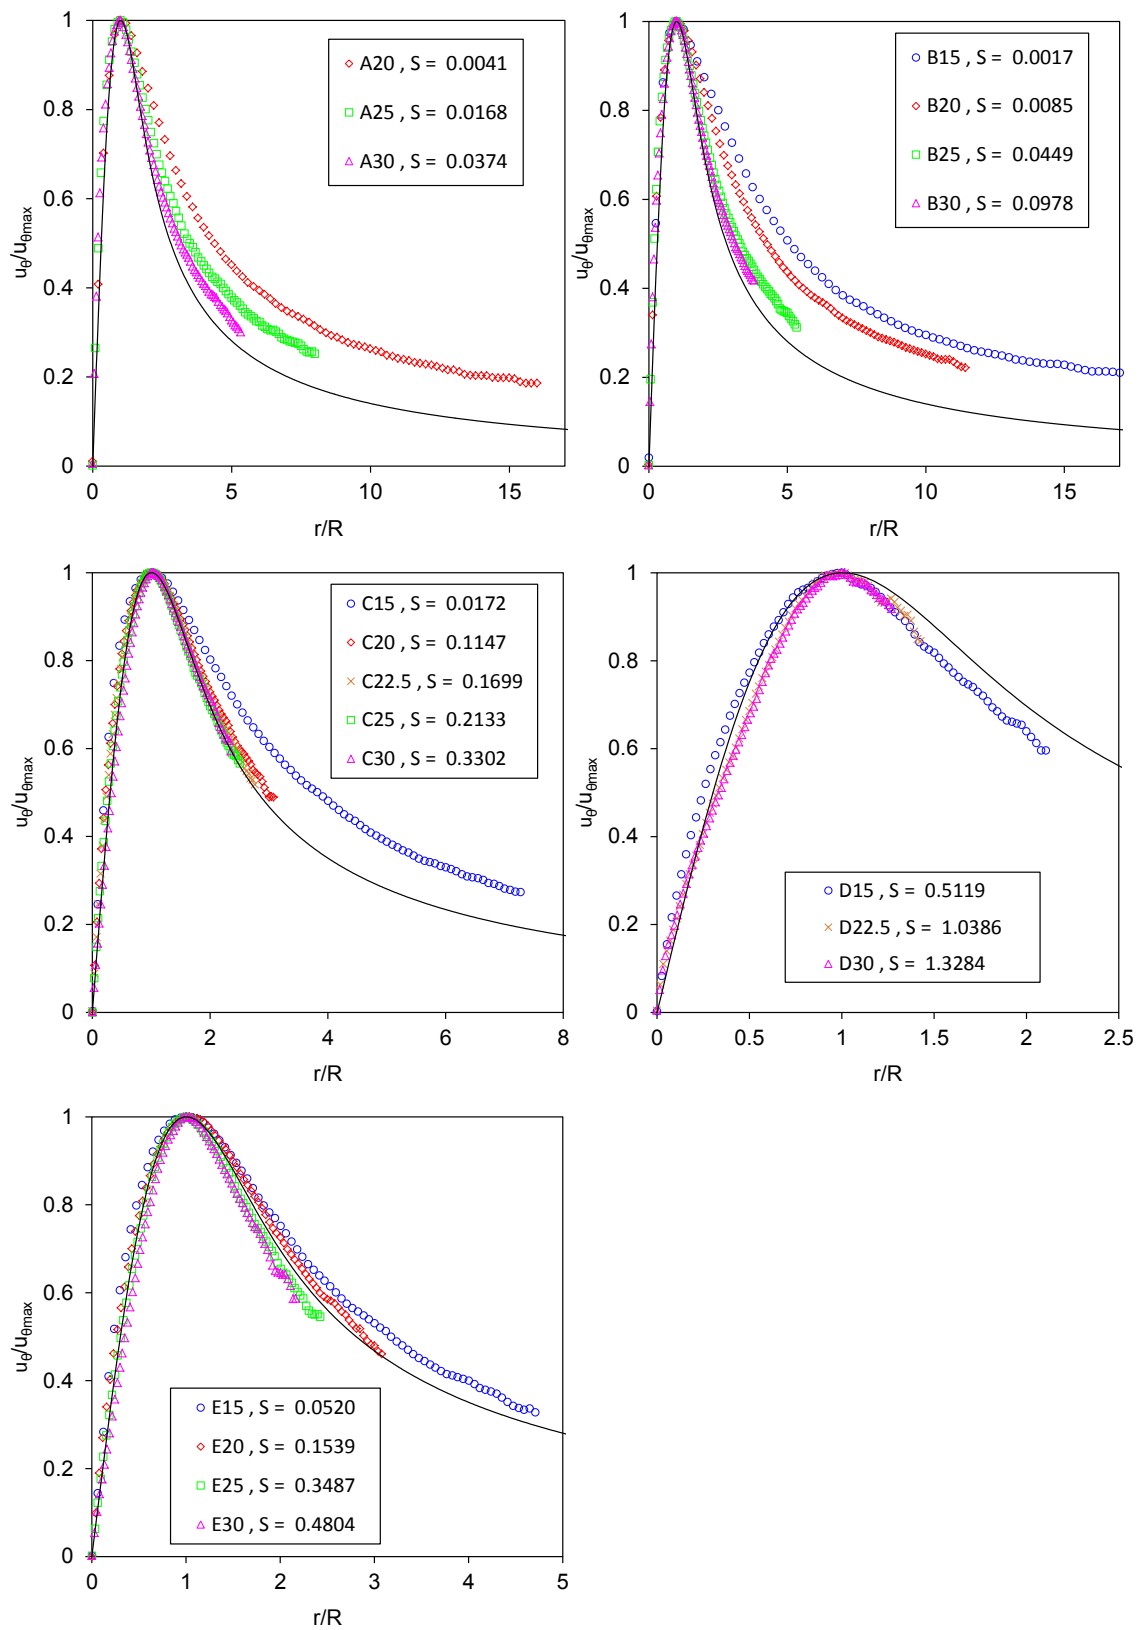 1
0.8
0.6
0.4
0.2
0
uθ/uθmax
A20 , S = 0.0041
A25 , S = 0.0168
A30 , S = 0.0374
0 5 10 15
r/R
1
0.8
0.6
0.4
0.2
0
uθ/uθmax
B15 , S = 0.0017
B20 , S = 0.0085
B25 , S = 0.0449
B30 , S = 0.0978
0 5 10 15
r/R
1
0.8
0.6
0.4
0.2
0
uθ/uθmax
C15 , S = 0.0172
C20 , S = 0.1147
C22.5 , S = 0.1699
C25 , S = 0.2133
C30 , S = 0.3302
0 2 4 6 8
r/R
1
0.8
0.6
0.4
0.2
0
uθ/uθmax
D15 , S = 0.5119
D22.5 , S = 1.0386
D30 , S = 1.3284
0 0.5 1 1.5 2 2.5
r/R
1
0.8
0.6
0.4
0.2
0
uθ/uθmax
E15 , S = 0.0520
E20 , S = 0.1539
E25 , S = 0.3487
E30 , S = 0.4804
0 1 2 3 4 5
r/R